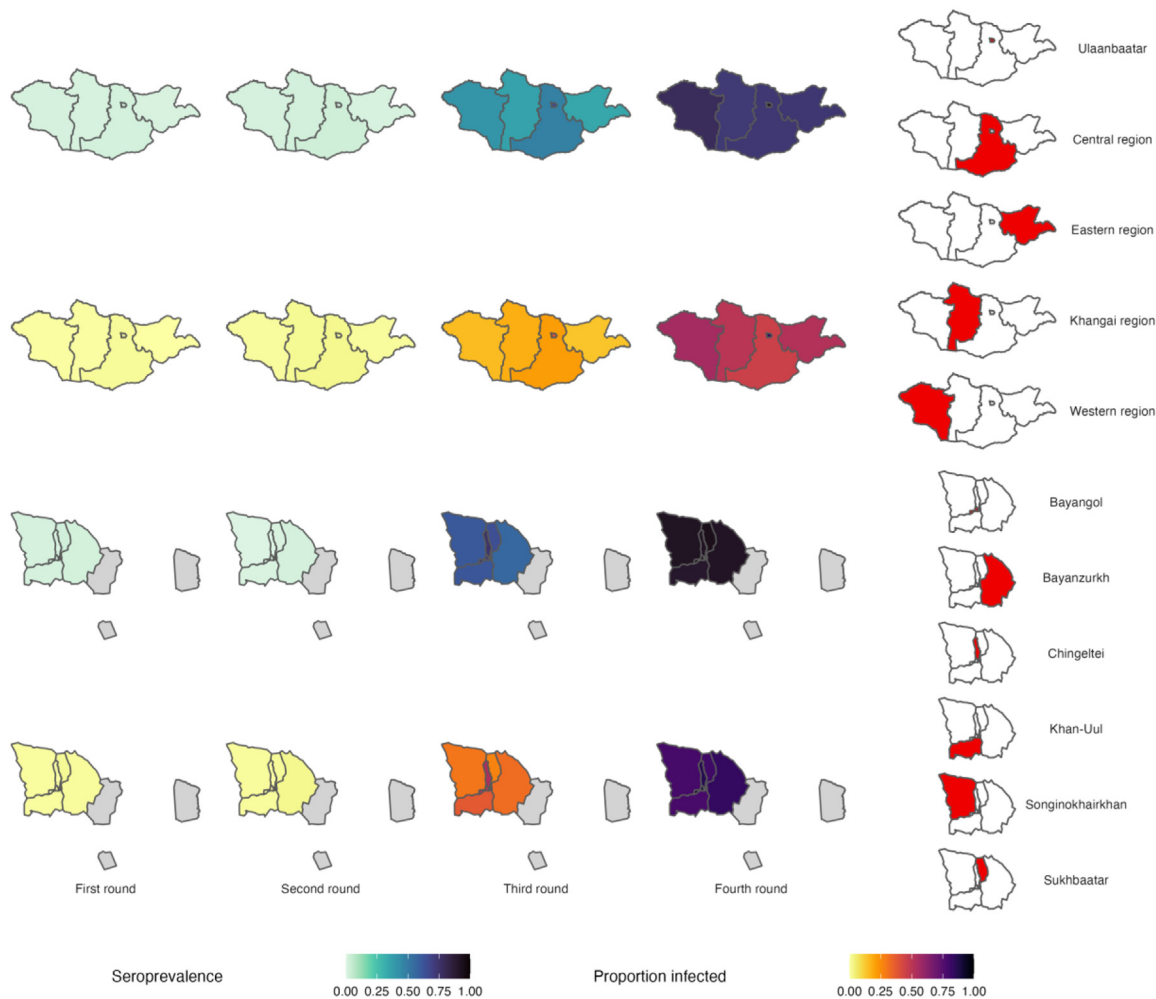 Ulaanbaatar
Central region
Eastern region
Khangai region
Western region
Bayangol
Bayanzurkh
Chingeltei
Khan-Uul
Songinokhairkhan
Sukhbaatar
First round
Second round
Third round
Fourth round
Seroprevalence
0.00 0.25 0.50 0.75 1.00
Proportion infected
0.00 0.25 0.50 0.75 1.00